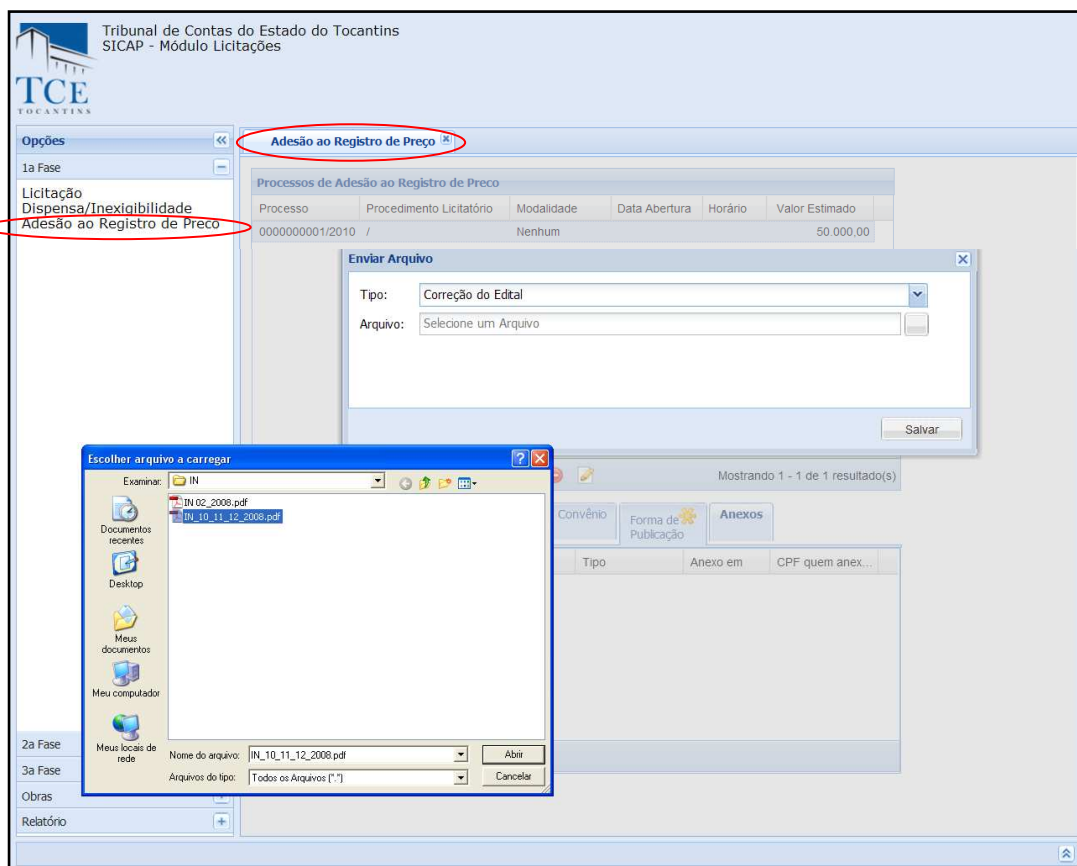 Tribunal de Contas do Estado do Tocantins
SICAP - Módulo Licitações
TCE
TOCANTINS
Opções
1a Fase
Licitação
Dispensa/Inexigibilidade
Adesão ao Registro de Preco
Adesão ao Registro de Preço
Processos de Adesão ao Registro de Preco
Processo Procedimento Licitatório Modalidade Data Abertura Horário Valor Estimado
0000000001/2010 / Nenhum 50.000,00
Enviar Arquivo
Tipo: Correção do Edital
Arquivo: Selecione um Arquivo
Salvar
Mostrando 1 - 1 de 1 resultado(s)
Convênio Forma de Publicação Anexos
Tipo Anexo em CPF quem anex...
Escolher arquivo a carregar
Examinar: IN
IN 02_2008.pdf
IN_10_11_12_2008.pdf
Documentos recentes
Desktop
Meus documentos
Meu computador
Meus locais de rede
Nome do arquivo: IN_10_11_12_2008.pdf Abrir
Arquivos do tipo: Todos os Arquivos (*.*) Cancelar
2a Fase
3a Fase
Obras
Relatório